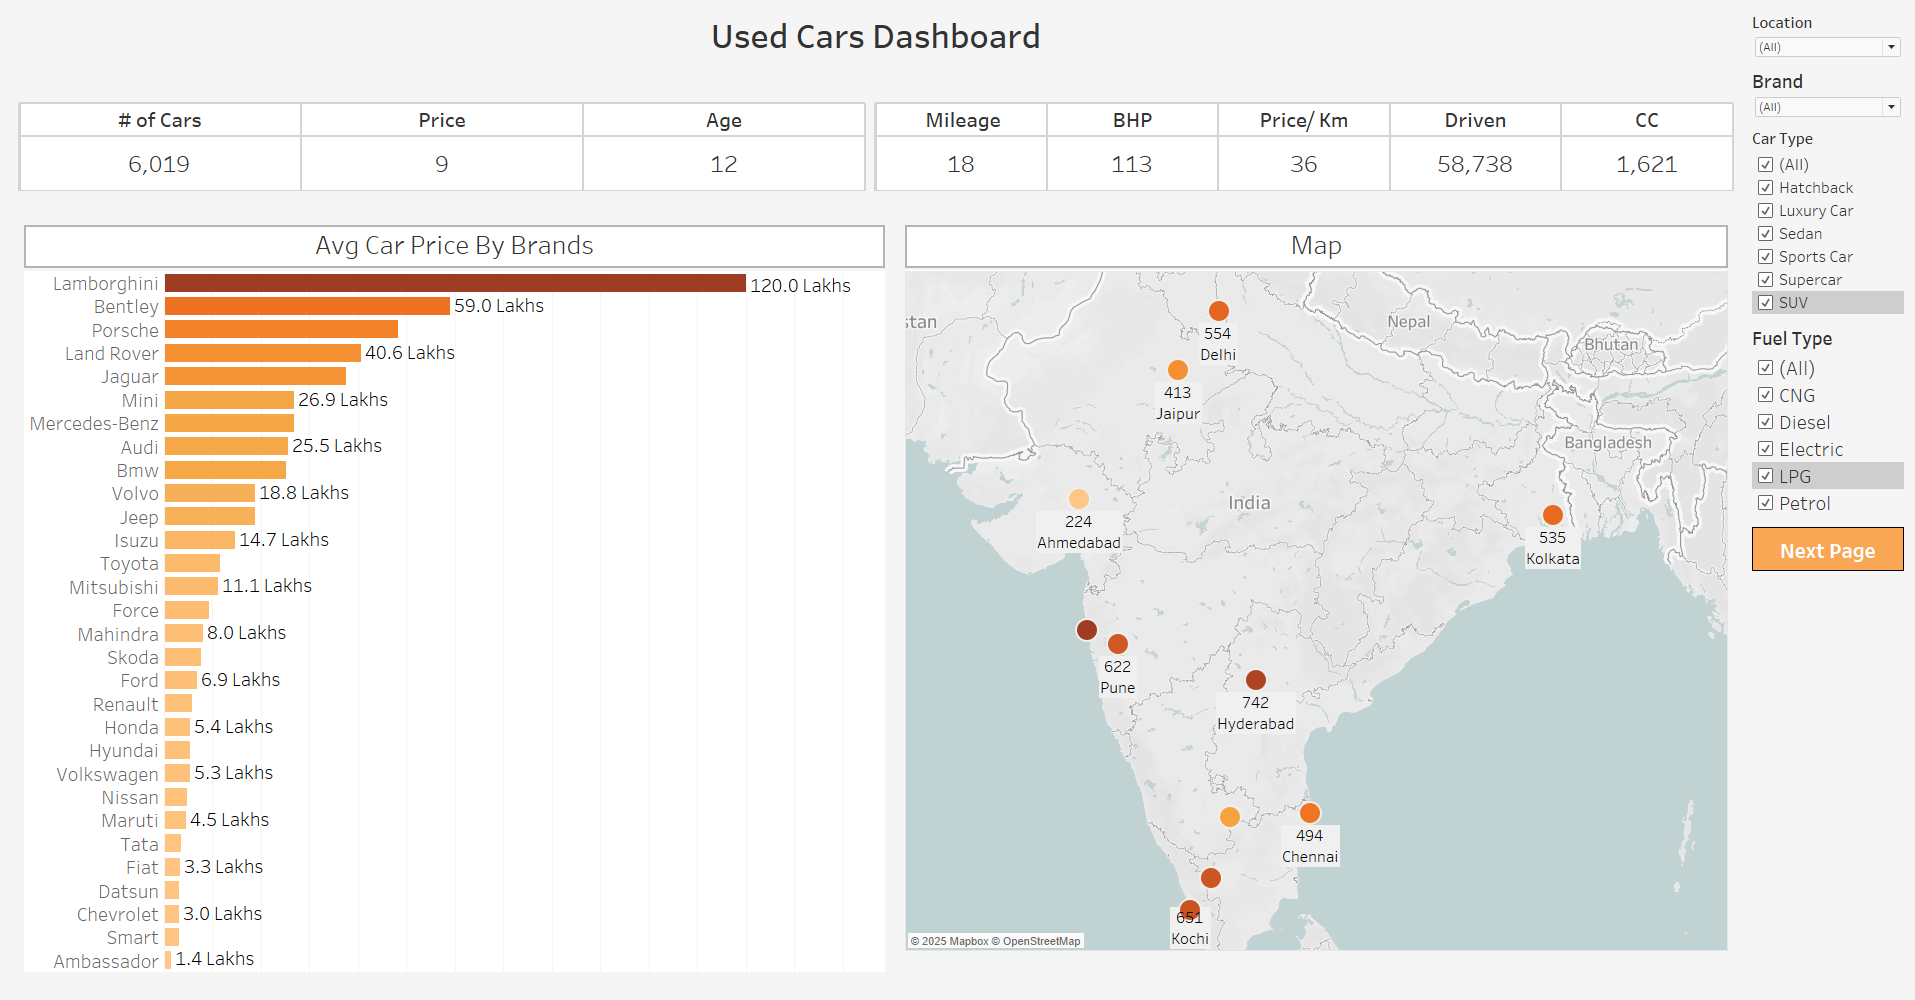 Used Cars Dashboard
# of Cars
Price
Age
6,019
9
12
Mileage
BHP
Price/ Km
Driven
CC
18
113
36
58,738
1,621
Avg Car Price By Brands
Lamborghini
120.0 Lakhs
Bentley
59.0 Lakhs
Porsche
Land Rover
40.6 Lakhs
Jaguar
Mini
26.9 Lakhs
Mercedes-Benz
Audi
25.5 Lakhs
Bmw
Volvo
18.8 Lakhs
Jeep
Isuzu
14.7 Lakhs
Toyota
Mitsubishi
11.1 Lakhs
Force
Mahindra
8.0 Lakhs
Skoda
Ford
6.9 Lakhs
Renault
Honda
5.4 Lakhs
Hyundai
Volkswagen
5.3 Lakhs
Nissan
Maruti
4.5 Lakhs
Tata
Fiat
3.3 Lakhs
Datsun
Chevrolet
3.0 Lakhs
Smart
Ambassador
1.4 Lakhs
Map
stan
Nepal
Bhutan
Bangladesh
India
554
Delhi
413
Jaipur
224
Ahmedabad
535
Kolkata
622
Pune
742
Hyderabad
494
Chennai
651
Kochi
© 2025 Mapbox © OpenStreetMap
Location
(All)
Brand
(All)
Car Type
(All)
Hatchback
Luxury Car
Sedan
Sports Car
Supercar
SUV
Fuel Type
(All)
CNG
Diesel
Electric
LPG
Petrol
Next Page